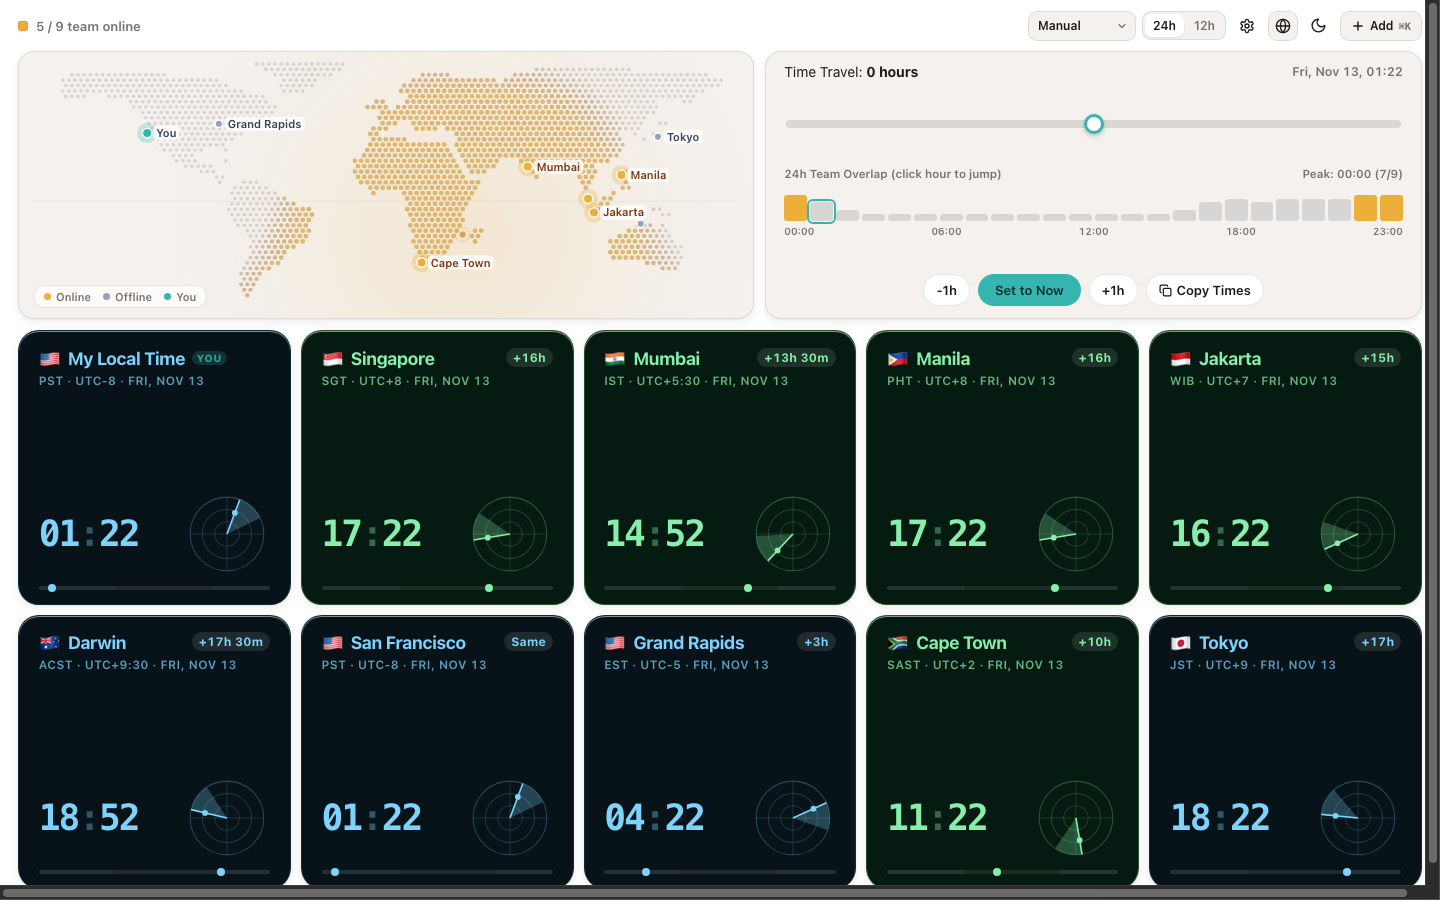 5 / 9 team online
Manual
24h
12h
Add ⌘K
You
Grand Rapids
Tokyo
Mumbai
Manila
Jakarta
Cape Town
Online
Offline
You
Time Travel: 0 hours
Fri, Nov 13, 01:22
24h Team Overlap (click hour to jump)
Peak: 00:00 (7/9)
00:00
06:00
12:00
18:00
23:00
-1h
Set to Now
+1h
Copy Times
My Local Time YOU
PST · UTC-8 · FRI, NOV 13
01:22
Singapore +16h
SGT · UTC+8 · FRI, NOV 13
17:22
Mumbai +13h 30m
IST · UTC+5:30 · FRI, NOV 13
14:52
Manila +16h
PHT · UTC+8 · FRI, NOV 13
17:22
Jakarta +15h
WIB · UTC+7 · FRI, NOV 13
16:22
Darwin +17h 30m
ACST · UTC+9:30 · FRI, NOV 13
18:52
San Francisco Same
PST · UTC-8 · FRI, NOV 13
01:22
Grand Rapids +3h
EST · UTC-5 · FRI, NOV 13
04:22
Cape Town +10h
SAST · UTC+2 · FRI, NOV 13
11:22
Tokyo +17h
JST · UTC+9 · FRI, NOV 13
18:22